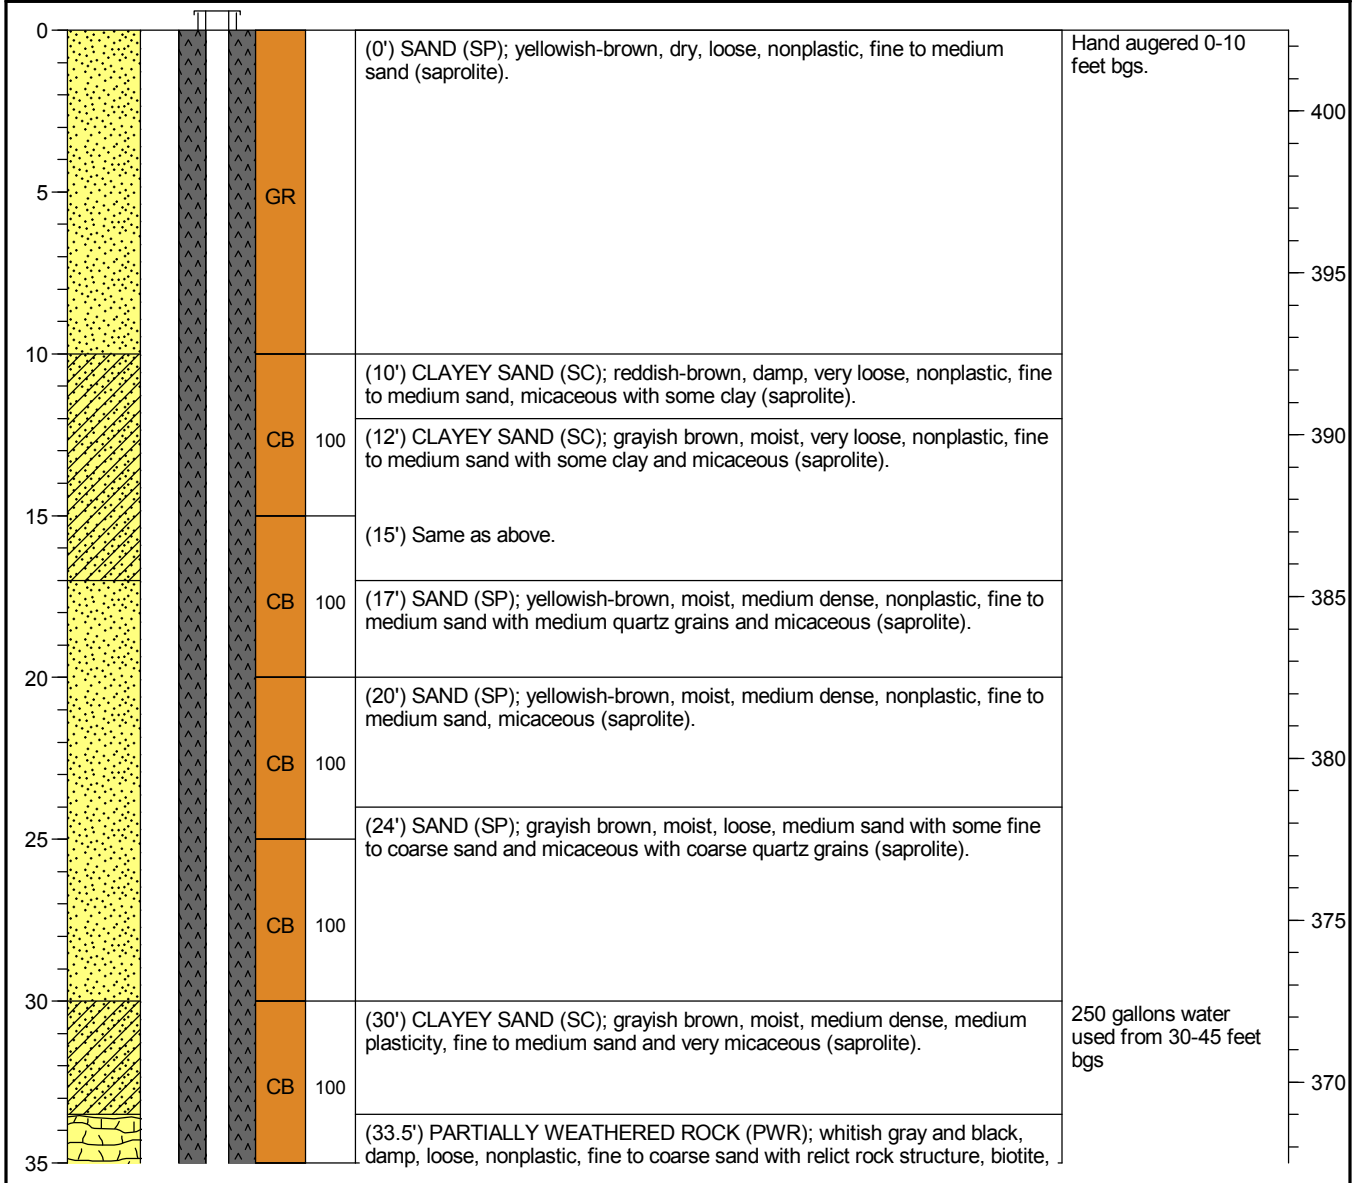 0
(0') SAND (SP); yellowish-brown, dry, loose, nonplastic, fine to medium
sand (saprolite).
Hand augered 0-10
feet bgs.
400
5
GR
395
10
(10') CLAYEY SAND (SC); reddish-brown, damp, very loose, nonplastic, fine
to medium sand, micaceous with some clay (saprolite).
CB
100
(12') CLAYEY SAND (SC); grayish brown, moist, very loose, nonplastic, fine
to medium sand with some clay and micaceous (saprolite).
390
15
(15') Same as above.
CB
100
(17') SAND (SP); yellowish-brown, moist, medium dense, nonplastic, fine to
medium sand with medium quartz grains and micaceous (saprolite).
385
20
(20') SAND (SP); yellowish-brown, moist, medium dense, nonplastic, fine to
medium sand, micaceous (saprolite).
CB
100
380
(24') SAND (SP); grayish brown, moist, loose, medium sand with some fine
to coarse sand and micaceous with coarse quartz grains (saprolite).
25
CB
100
375
30
(30') CLAYEY SAND (SC); grayish brown, moist, medium dense, medium
plasticity, fine to medium sand and very micaceous (saprolite).
250 gallons water
used from 30-45 feet
bgs
CB
100
370
(33.5') PARTIALLY WEATHERED ROCK (PWR); whitish gray and black,
damp, loose, nonplastic, fine to coarse sand with relict rock structure, biotite,
35